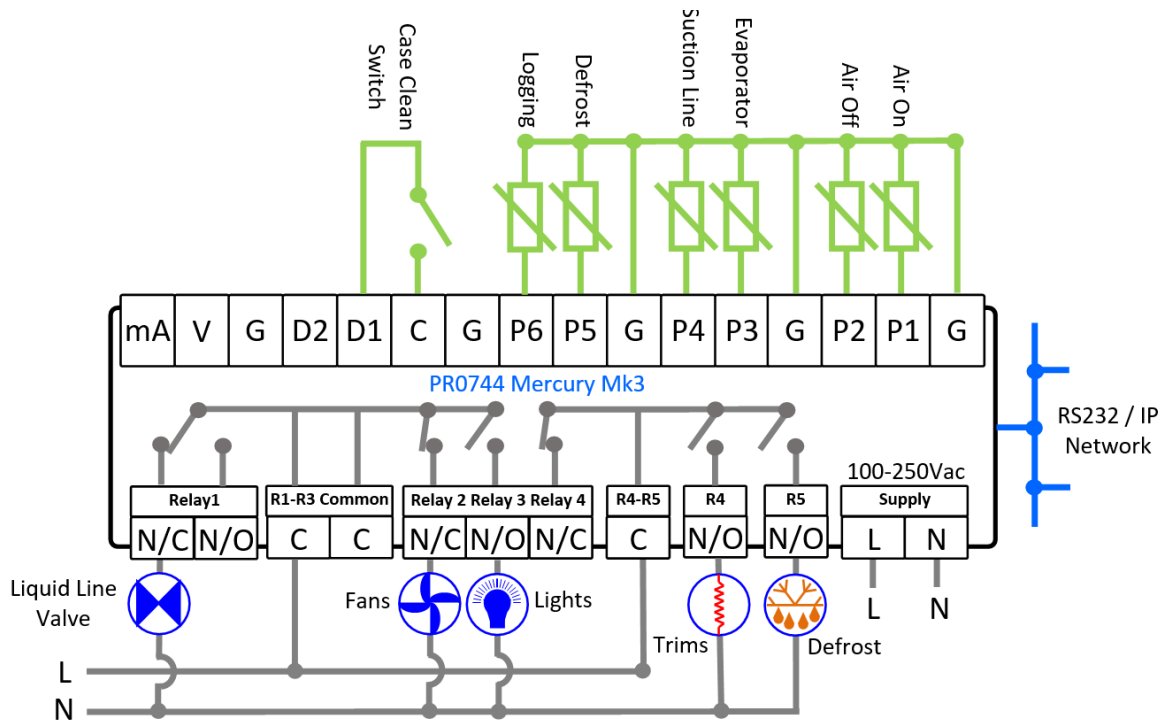 Case Clean
Switch
Logging
Defrost
Suction Line
Evaporator
Air Off
Air On
mA V G D2 D1 C G P6 P5 G P4 P3 G P2 P1 G
PR0744 Mercury Mk3
RS232 / IP
Network
100-250Vac
Relay1 R1-R3 Common Relay 2 Relay 3 Relay 4 R4-R5 R4 R5 Supply
N/C N/O C C N/C N/O N/C C N/O N/O L N
Liquid Line
Valve
Fans
Lights
Trims
Defrost
L N
L
N